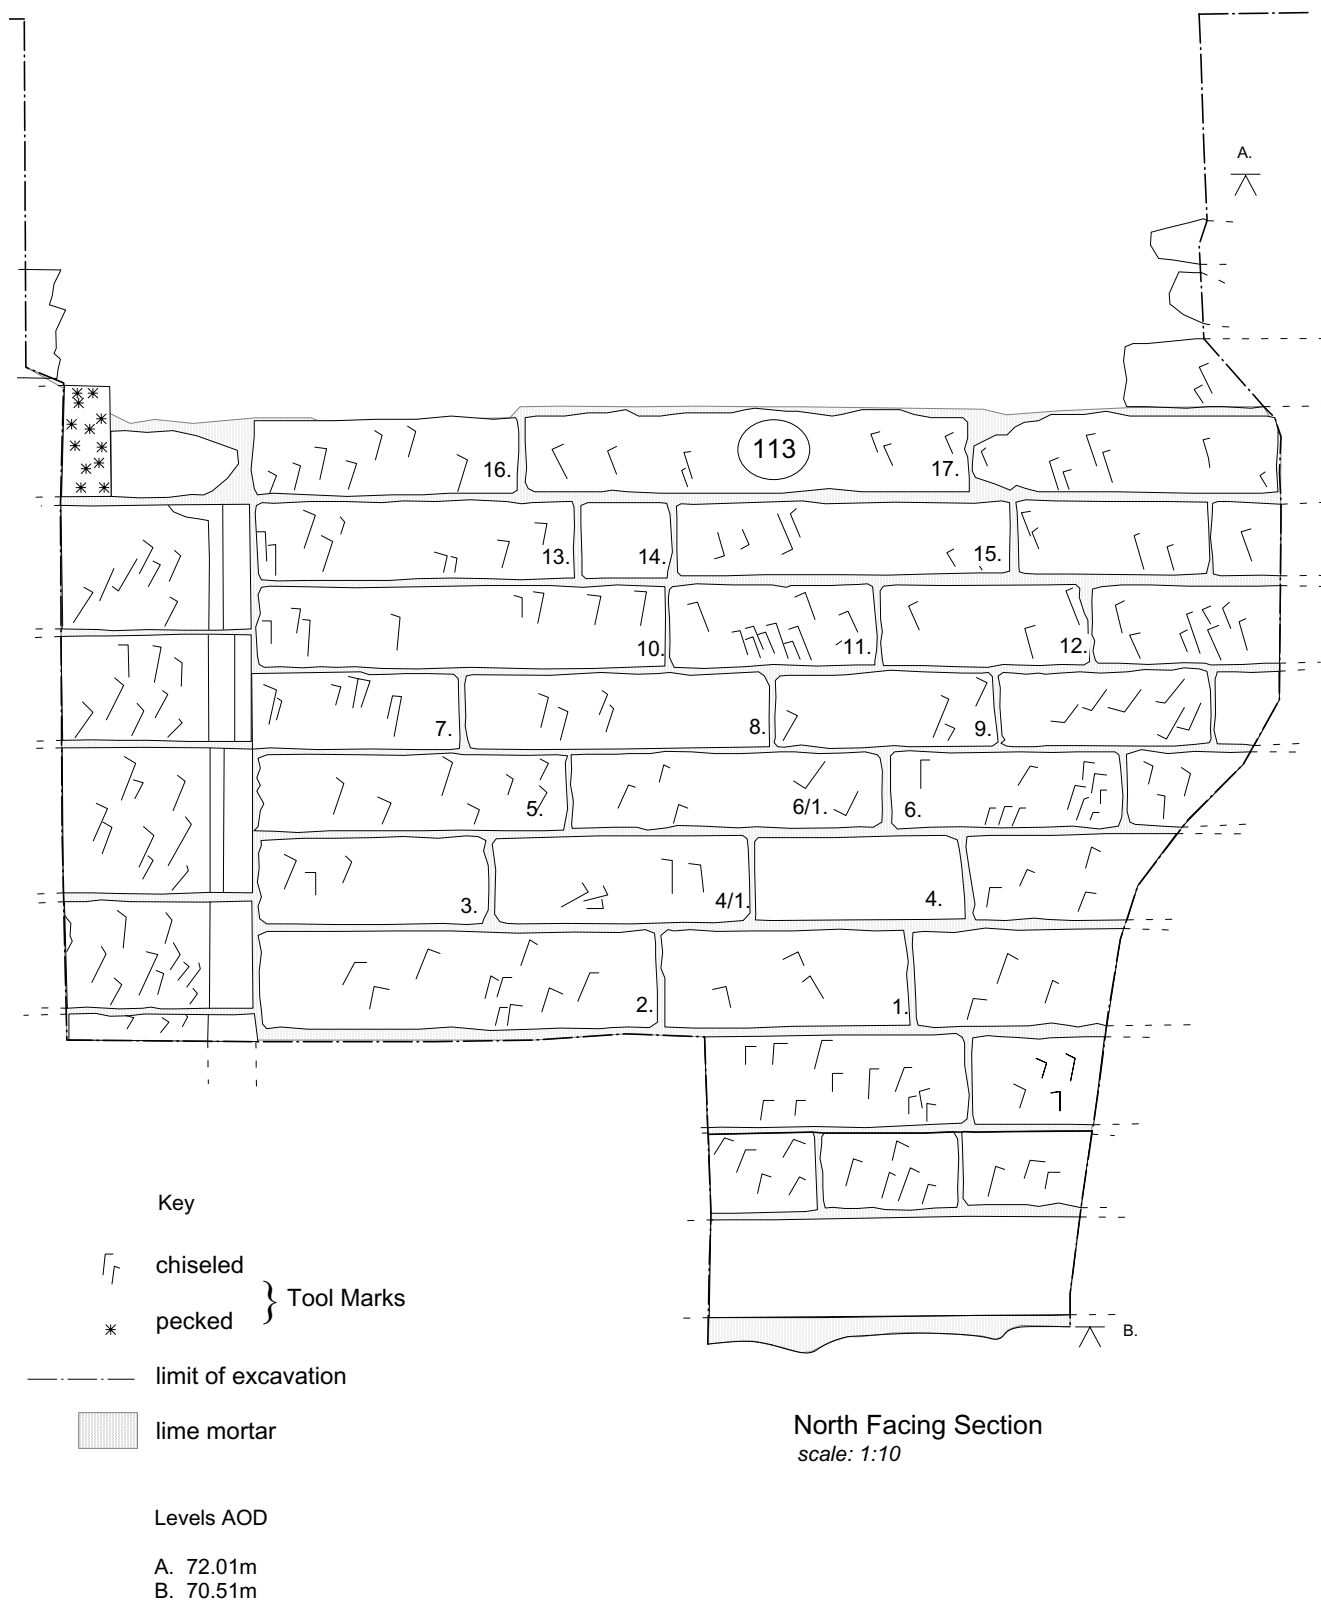 A.
113
16.
17.
13.
14.
15.
10.
11.
12.
7.
8.
9.
5.
6/1.
6.
3.
4/1.
4.
2.
1.
B.
Key
chiseled
} Tool Marks
pecked
limit of excavation
lime mortar
North Facing Section
scale: 1:10
Levels AOD
A. 72.01m
B. 70.51m